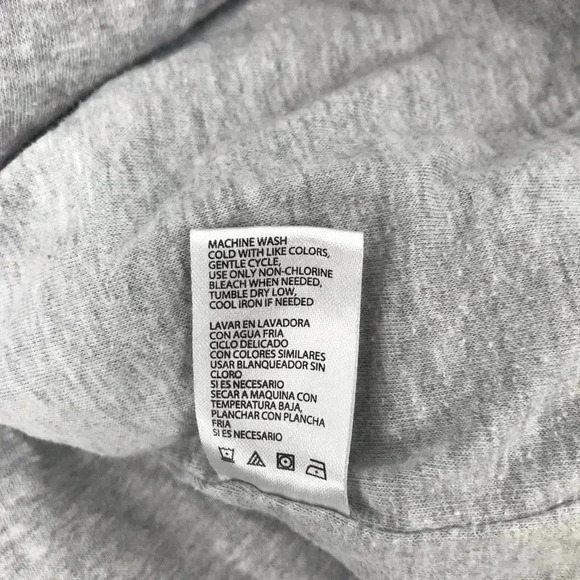 MACHINE WASH
COLD WITH LIKE COLORS,
GENTLE CYCLE,
USE ONLY NON-CHLORINE
BLEACH WHEN NEEDED,
TUMBLE DRY LOW,
COOL IRON IF NEEDED
LAVAR EN LAVADORA
CON AGUA FRIA
CICLO DELICADO
CON COLORES SIMILARES
USAR BLANQUEADOR SIN
CLORO
SI ES NECESARIO
SECAR A MAQUINA CON
TEMPERATURA BAJA,
PLANCHAR CON PLANCHA
FRIA
SI ES NECESARIO